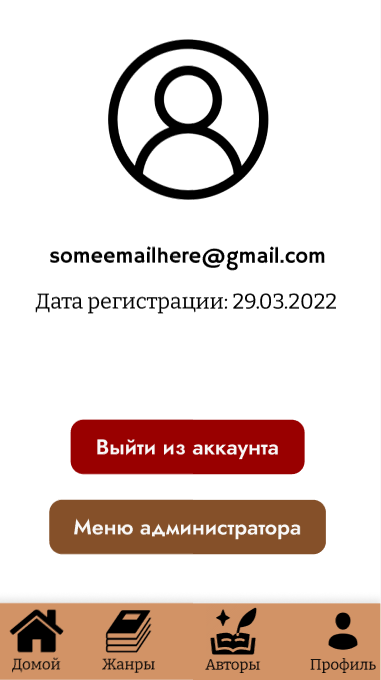 someemailhere@gmail.com
Дата регистрации: 29.03.2022
Выйти из аккаунта
Меню администратора
Домой Жанры Авторы Профиль